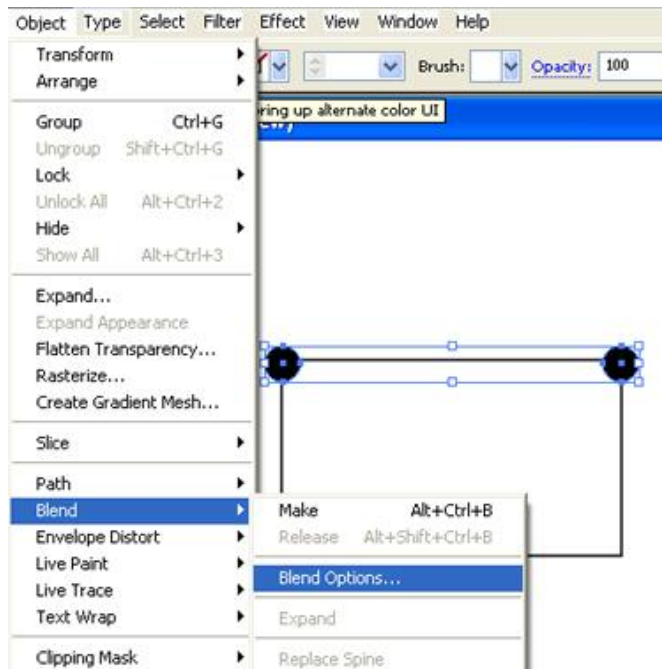 Object Type Select Filter Effect View Window Help
Transform
Arrange
Brush: Opacity: 100
bring up alternate color UI
Group Ctrl+G
Ungroup Shift+Ctrl+G
Lock
Unlock All Alt+Ctrl+2
Hide
Show All Alt+Ctrl+3
Expand...
Expand Appearance
Flatten Transparency...
Rasterize...
Create Gradient Mesh...
Slice
Path
Blend
Envelope Distort
Live Paint
Live Trace
Text Wrap
Clipping Mask
Make Alt+Ctrl+B
Release Alt+Shift+Ctrl+B
Blend Options...
Expand
Replace Spine